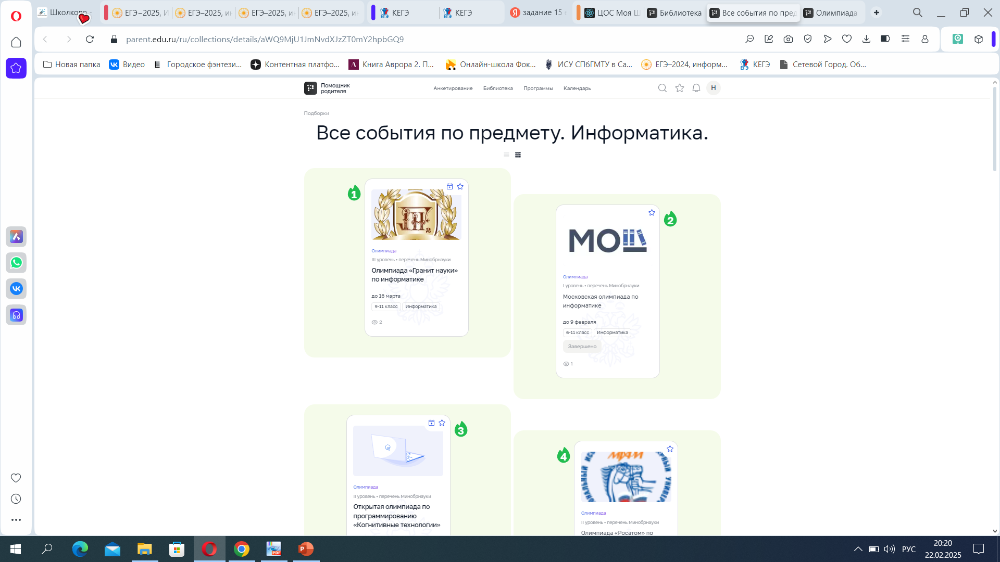 Школково -
ЕГЭ–2025, И
ЕГЭ–2025, ин
ЕГЭ–2025, ин
ЕГЭ–2025, ин
КЕГЭ
КЕГЭ
задание 15 е
ЦОС Моя Ш
Библиотека
Все события по пред
Олимпиада
parent.edu.ru/ru/collections/details/aWQ9MjU1JmNvdXJzZT0mY2hpbGQ9
Новая папка
Видео
Городское фэнтези...
Контентная платфо...
Книга Аврора 2. П...
Онлайн-школа Фок...
ИСУ СПбГМТУ в Са...
ЕГЭ–2024, информ...
КЕГЭ
Сетевой Город. Об...
Помощник
родителя
Анкетирование
Библиотека
Программы
Календарь
Н
Подборки
Все события по предмету. Информатика.
1
Олимпиада
III уровень • перечень Минобрнауки
Олимпиада «Гранит науки»
по информатике
до 16 марта
9-11 класс
Информатика
2
2
МОШ
Олимпиада
I уровень • перечень Минобрнауки
Московская олимпиада по
информатике
до 9 февраля
6-11 класс
Информатика
Завершено
1
3
Олимпиада
II уровень • перечень Минобрнауки
Открытая олимпиада по
программированию
«Когнитивные технологии»
4
МИФИ
Олимпиада
II уровень • перечень Минобрнауки
Олимпиада «Росатом» по
РУС
20:20
22.02.2025